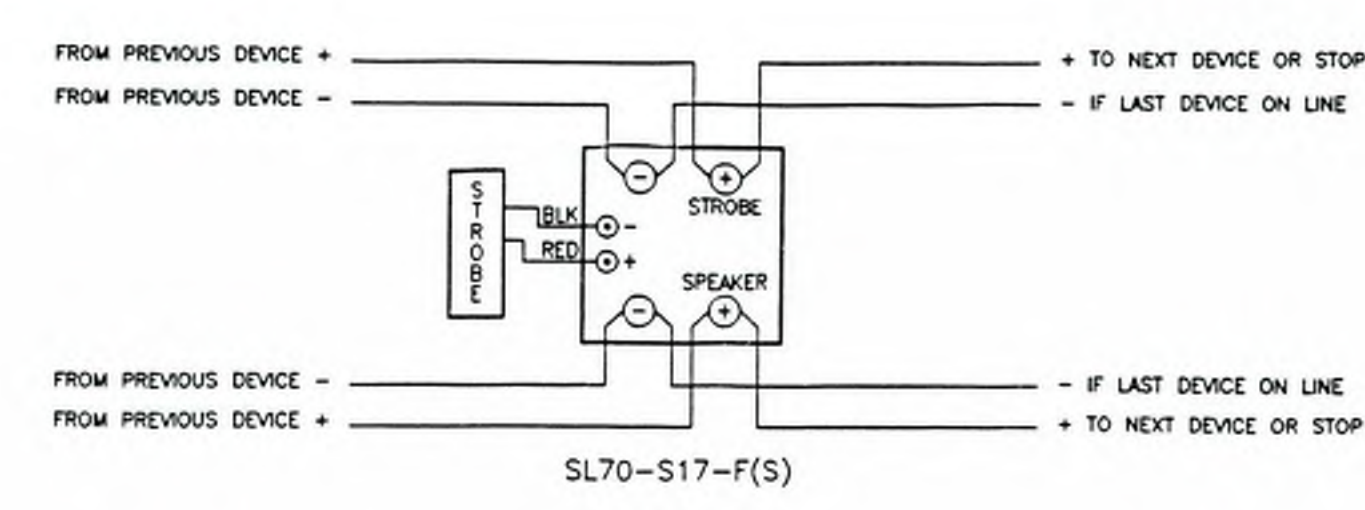 FROM PREVIOUS DEVICE +
+ TO NEXT DEVICE OR STOP
FROM PREVIOUS DEVICE -
- IF LAST DEVICE ON LINE
- +
STROBE
STROBE
BLK -
RED +
SPEAKER
- +
FROM PREVIOUS DEVICE -
- IF LAST DEVICE ON LINE
FROM PREVIOUS DEVICE +
+ TO NEXT DEVICE OR STOP
SL70-S17-F(S)